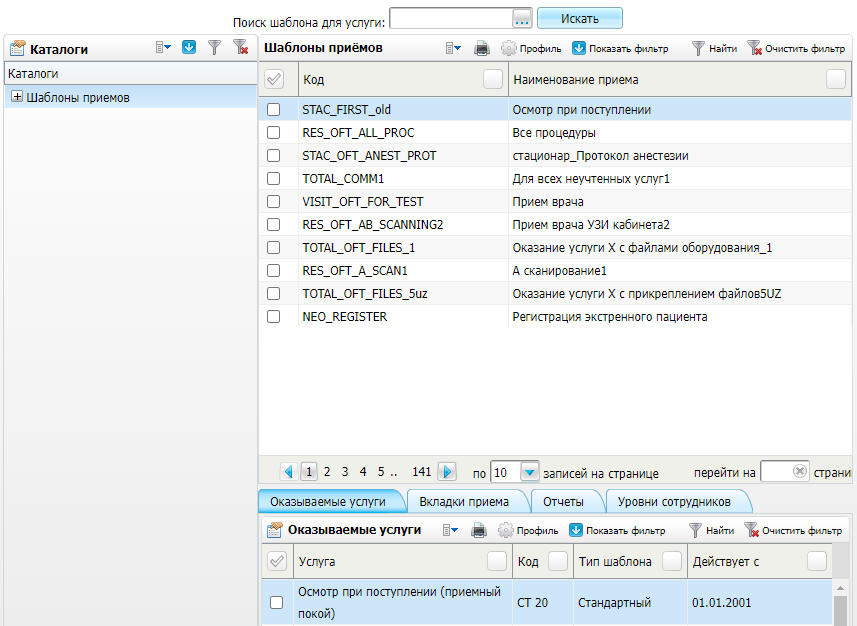 Поиск шаблона для услуги: ... Искать
Каталоги
Каталоги
Шаблоны приемов
Шаблоны приёмов Профиль Показать фильтр Найти Очистить фильтр
Код Наименование приема
STAC_FIRST_old Осмотр при поступлении
RES_OFT_ALL_PROC Все процедуры
STAC_OFT_ANEST_PROT стационар_Протокол анестезии
TOTAL_COMM1 Для всех неучтенных услуг1
VISIT_OFT_FOR_TEST Прием врача
RES_OFT_AB_SCANNING2 Прием врача УЗИ кабинета2
TOTAL_OFT_FILES_1 Оказание услуги X с файлами оборудования_1
RES_OFT_A_SCAN1 А сканирование1
TOTAL_OFT_FILES_5uz Оказание услуги X с прикреплением файлов5UZ
NEO_REGISTER Регистрация экстренного пациента
1 2 3 4 5 .. 141 по 10 записей на странице перейти на страни
Оказываемые услуги Вкладки приема Отчеты Уровни сотрудников
Оказываемые услуги Профиль Показать фильтр Найти Очистить фильтр
Услуга Код Тип шаблона Действует с
Осмотр при поступлении (приемный
покой) СТ 20 Стандартный 01.01.2001